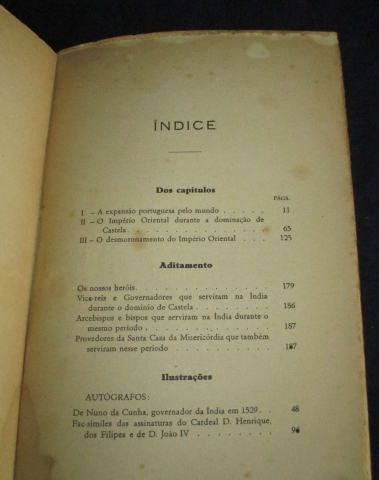 ÍNDICE
Dos capítulos
PÁG.
I — A expansão portuguesa pelo mundo . . . . . 11
II — O Império Oriental durante a dominação de
Castela. . . . . . . . . . . . 65
III — O desmoronamento do Império Oriental . . . 125
Aditamento
Os nossos heróis. . . . . . . . . . . 179
Vice-reis e Governadores que serviram na Índia
durante o domínio de Castela . . . . . . 186
Arcebispos e bispos que serviram na Índia durante o
mesmo período . . . . . . . . . . 187
Provedores da Santa Casa da Misericórdia que também
serviram nesse período . . . . . . . . 187
Ilustrações
AUTÓGRAFOS:
De Nuno da Cunha, governador da Índia em 1529. . 48
Fac-símiles das assinaturas do Cardeal D. Henrique,
dos Filipes e de D. João IV . . . . . . . 96